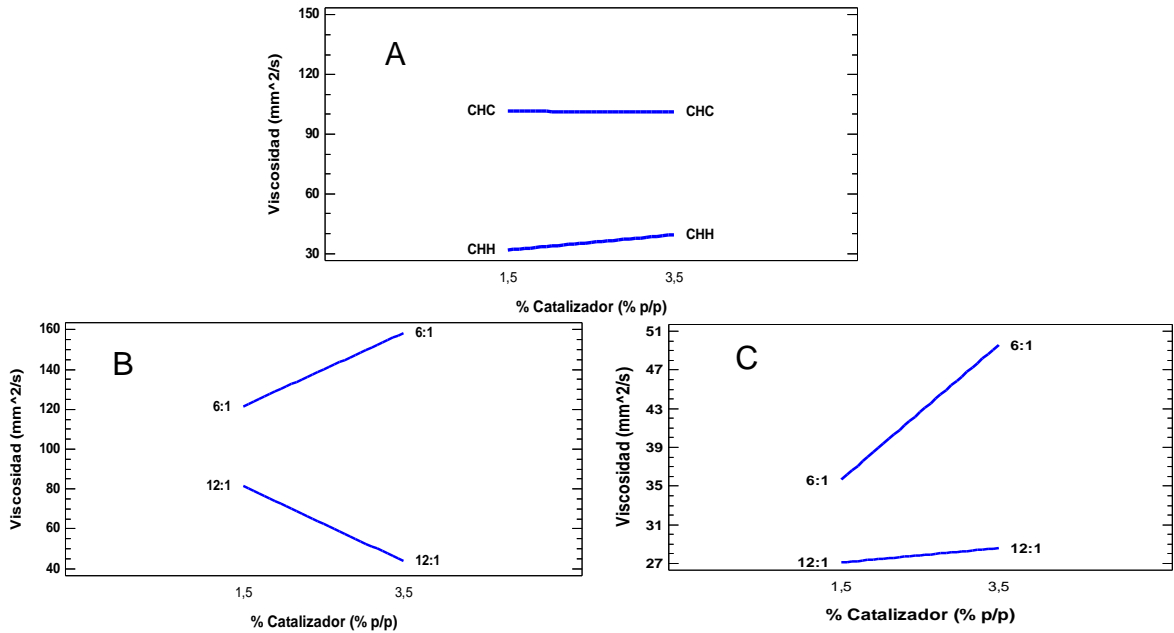 A
Viscosidad (mm^2/s)
150
120
90
60
30
CHC
CHC
CHH
CHH
1,5
3,5
% Catalizador (% p/p)
B
Viscosidad (mm^2/s)
160
140
120
100
80
60
40
6:1
6:1
12:1
12:1
1,5
3,5
% Catalizador (% p/p)
C
Viscosidad (mm^2/s)
51
47
43
39
35
31
27
6:1
6:1
12:1
12:1
1,5
3,5
% Catalizador (% p/p)